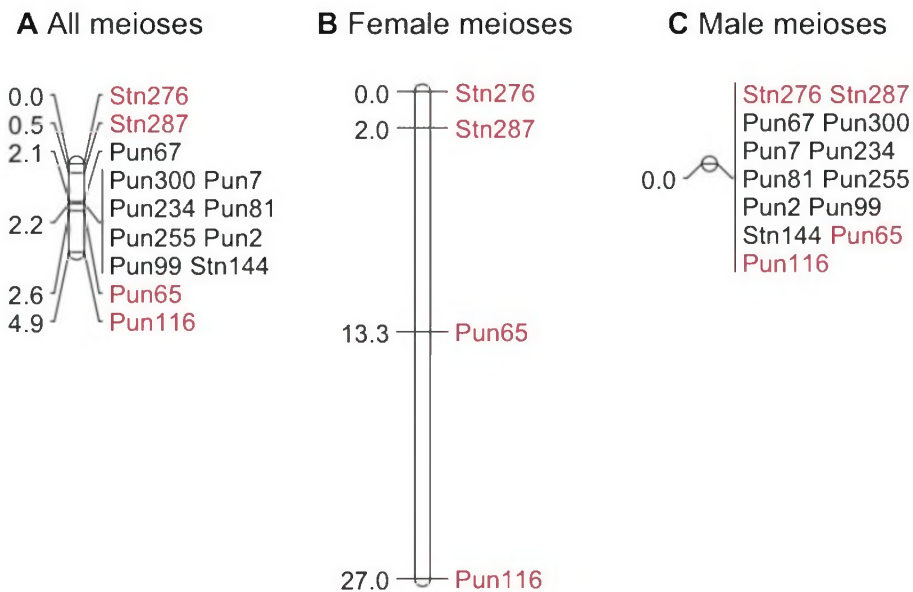 A All meioses
0.0 Stn276
0.5 Stn287
2.1 Pun67
Pun300 Pun7
2.2 Pun234 Pun81
Pun255 Pun2
Pun99 Stn144
2.6 Pun65
4.9 Pun116
B Female meioses
0.0 Stn276
2.0 Stn287
13.3 Pun65
27.0 Pun116
C Male meioses
Stn276 Stn287
Pun67 Pun300
Pun7 Pun234
0.0 Pun81 Pun255
Pun2 Pun99
Stn144 Pun65
Pun116